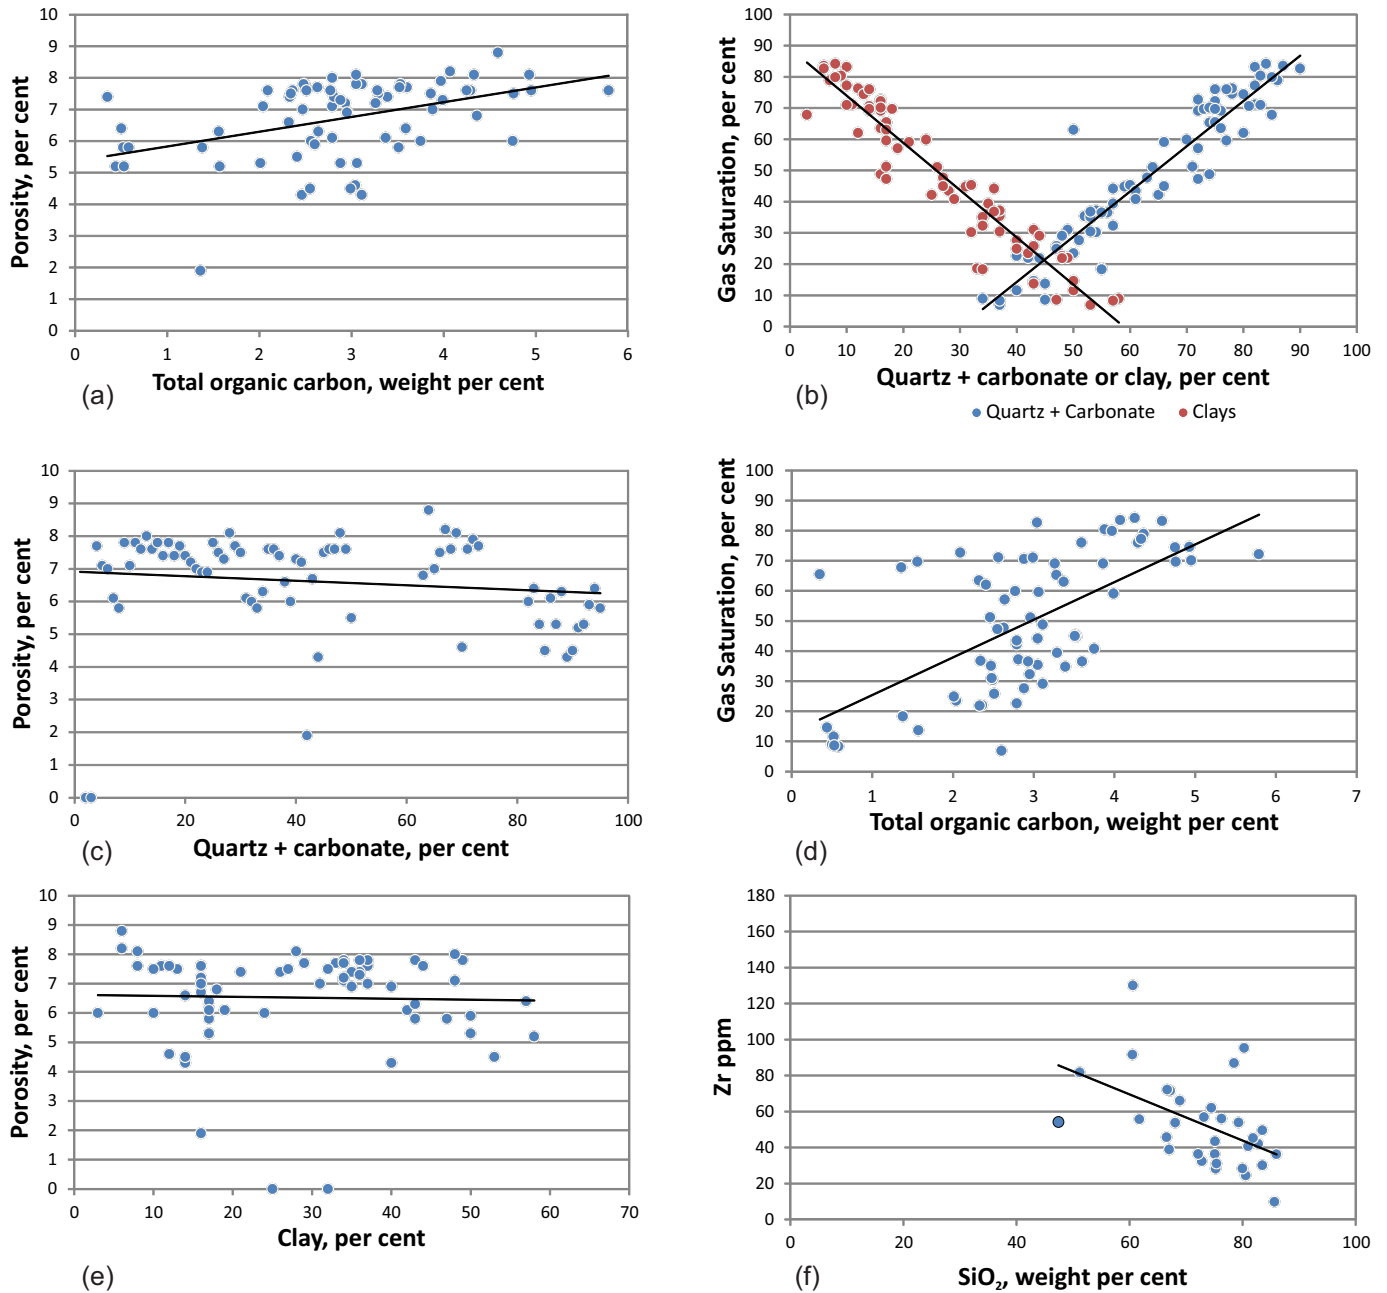 10
9
8
7
6
5
4
3
2
1
0
0 1 2 3 4 5 6
Porosity, per cent
Total organic carbon, weight per cent
(a)
100
90
80
70
60
50
40
30
20
10
0
0 10 20 30 40 50 60 70 80 90 100
Gas Saturation, per cent
Quartz + carbonate or clay, per cent
(b)
Quartz + Carbonate Clays
10
9
8
7
6
5
4
3
2
1
0
0 20 40 60 80 100
Porosity, per cent
Quartz + carbonate, per cent
(c)
100
90
80
70
60
50
40
30
20
10
0
0 1 2 3 4 5 6 7
Gas Saturation, per cent
Total organic carbon, weight per cent
(d)
10
9
8
7
6
5
4
3
2
1
0
0 10 20 30 40 50 60 70
Porosity, per cent
Clay, per cent
(e)
180
160
140
120
100
80
60
40
20
0
0 20 40 60 80 100
Zr ppm
SiO₂, weight per cent
(f)